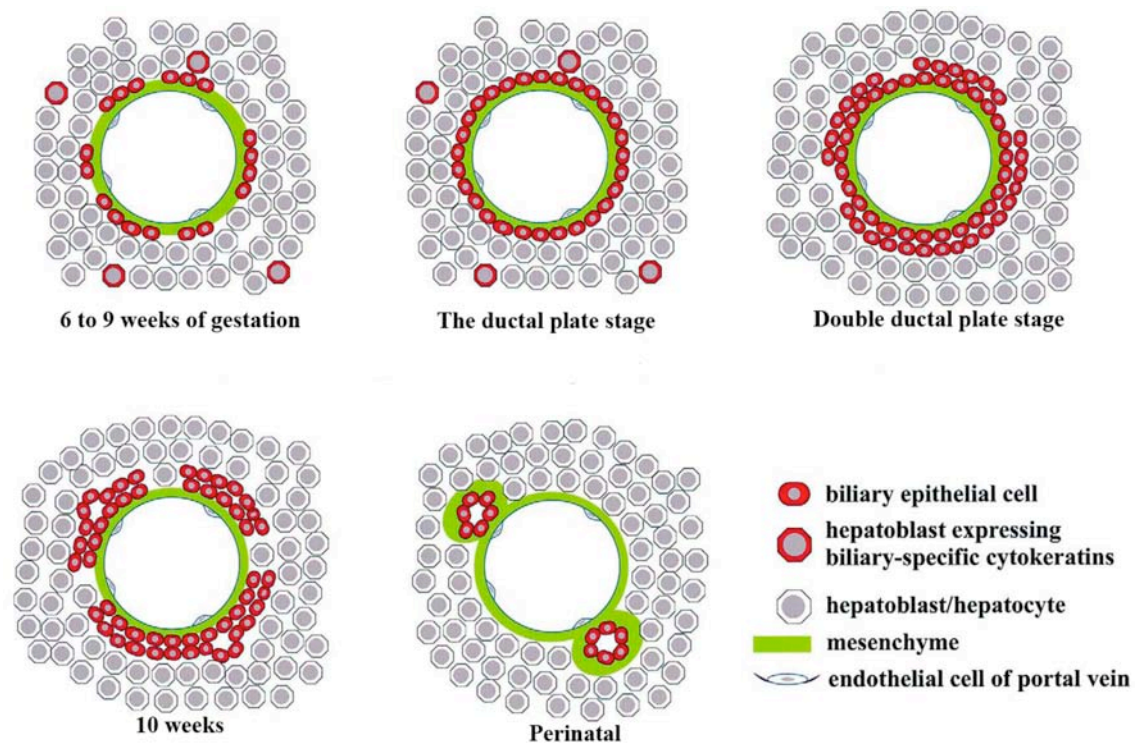 6 to 9 weeks of gestation
The ductal plate stage
Double ductal plate stage
10 weeks
Perinatal
biliary epithelial cell
hepatoblast expressing
biliary-specific cytokeratins
hepatoblast/hepatocyte
mesenchyme
endothelial cell of portal vein